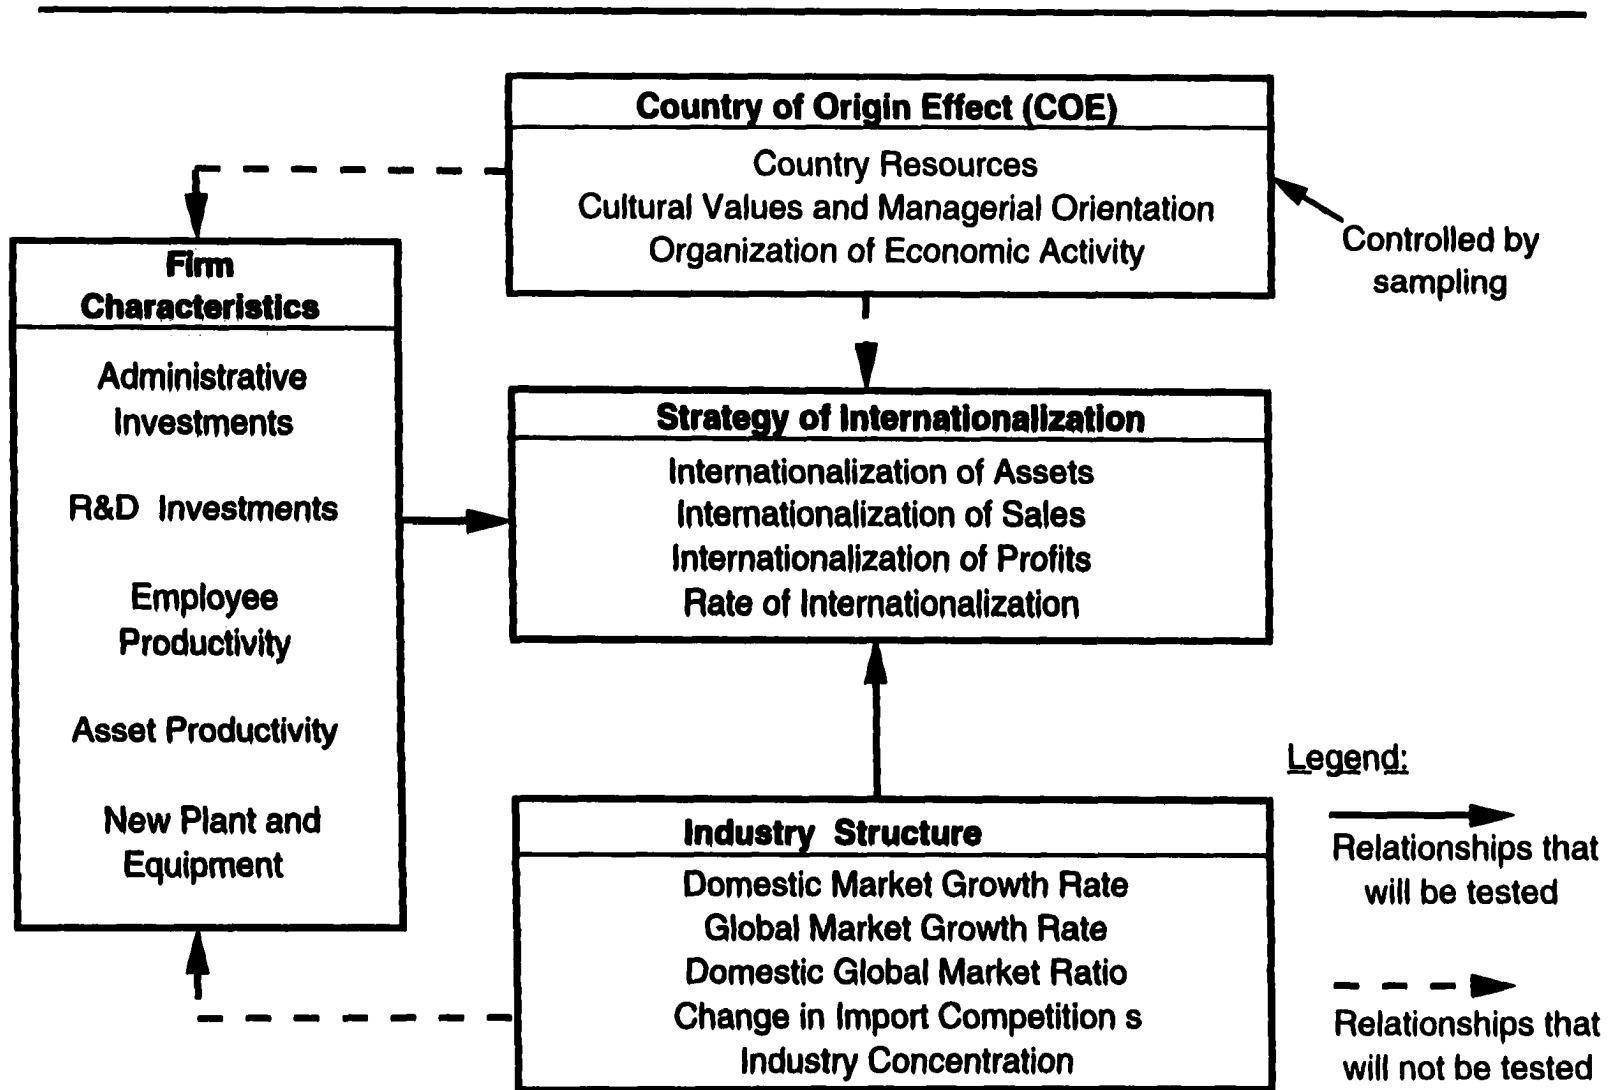 Country of Origin Effect (COE)
Country Resources
Cultural Values and Managerial Orientation
Organization of Economic Activity
Controlled by
sampling
Firm
Characteristics
Administrative
Investments
R&D Investments
Employee
Productivity
Asset Productivity
New Plant and
Equipment
Strategy of Internationalization
Internationalization of Assets
Internationalization of Sales
Internationalization of Profits
Rate of Internationalization
Industry Structure
Domestic Market Growth Rate
Global Market Growth Rate
Domestic Global Market Ratio
Change in Import Competition s
Industry Concentration
Legend:
Relationships that
will be tested
Relationships that
will not be tested